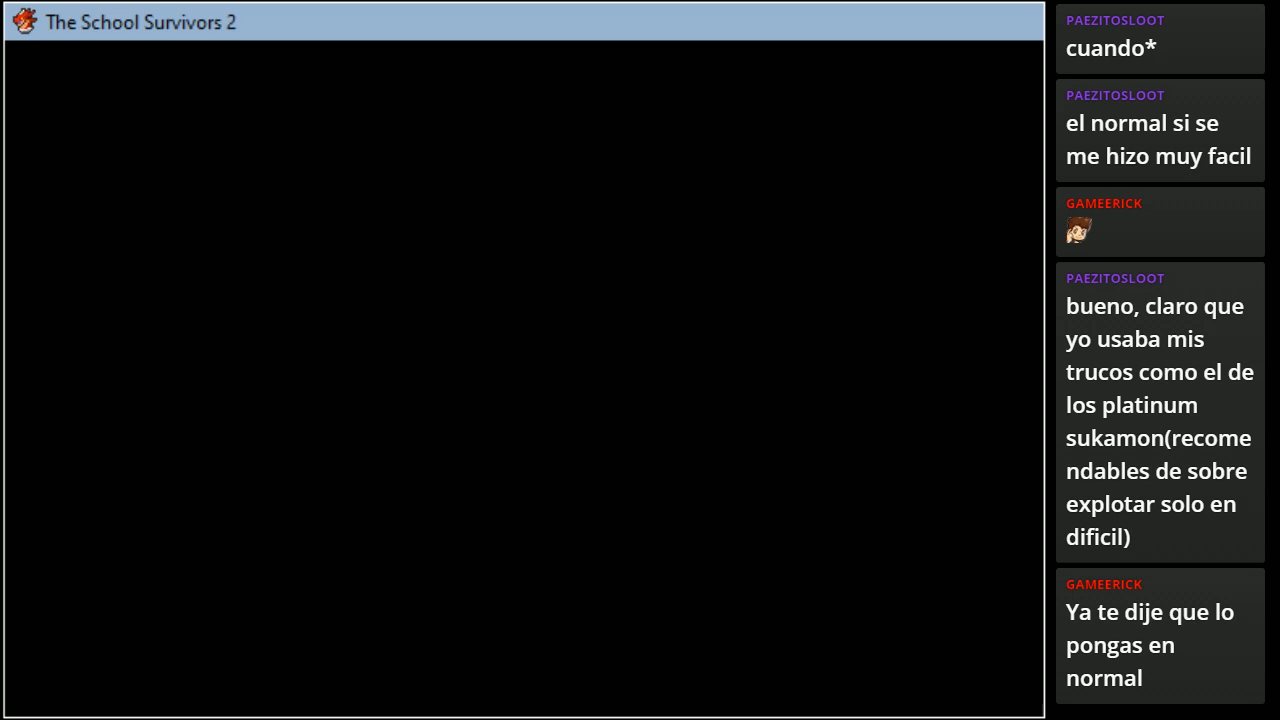 The School Survivors 2
PAEZITOSLOOT
cuando*
PAEZITOSLOOT
el normal si se
me hizo muy facil
GAMEERICK
PAEZITOSLOOT
bueno, claro que
yo usaba mis
trucos como el de
los platinum
sukamon(recome
ndables de sobre
explotar solo en
dificil)
GAMEERICK
Ya te dije que lo
pongas en
normal